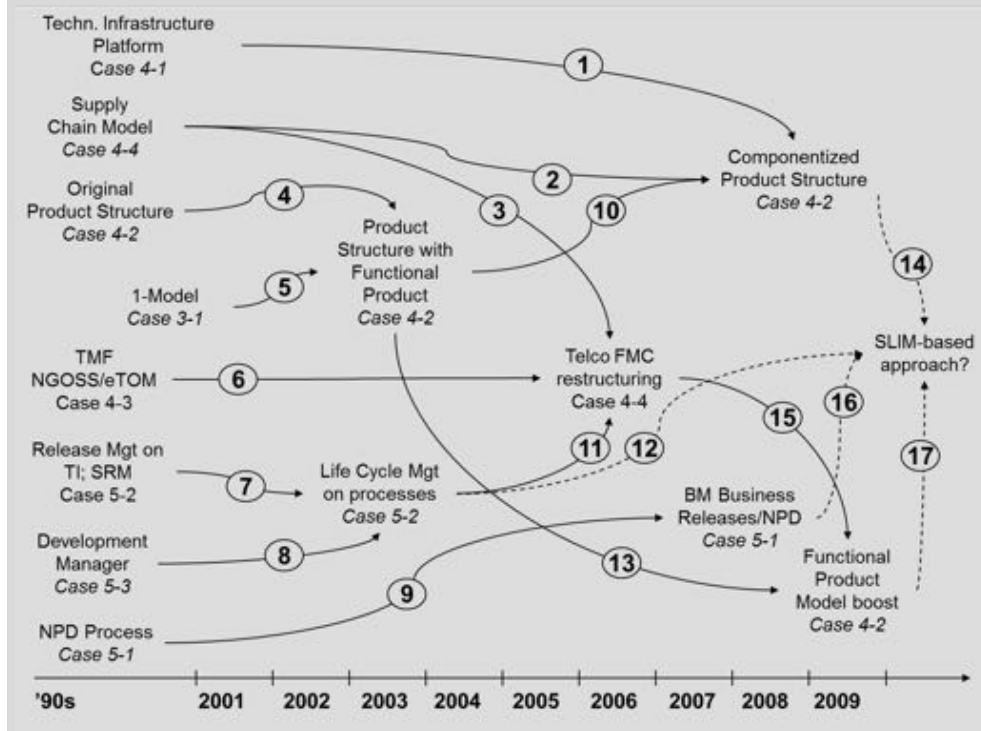 Techn. Infrastructure
Platform
Case 4-1
1
Supply
Chain Model
Case 4-4
2
3
Componentized
Product Structure
Case 4-2
Original
Product Structure
Case 4-2
4
10
Product
Structure with
Functional
Product
Case 4-2
14
1-Model
Case 3-1
5
SLIM-based
approach?
TMF
NGOSS/eTOM
Case 4-3
6
Telco FMC
restructuring
Case 4-4
15
16
Release Mgt on
TI; SRM
Case 5-2
7
Life Cycle Mgt
on processes
Case 5-2
11
12
17
BM Business
Releases/NPD
Case 5-1
Development
Manager
Case 5-3
8
9
13
Functional
Product
Model boost
Case 4-2
NPD Process
Case 5-1
'90s 2001 2002 2003 2004 2005 2006 2007 2008 2009